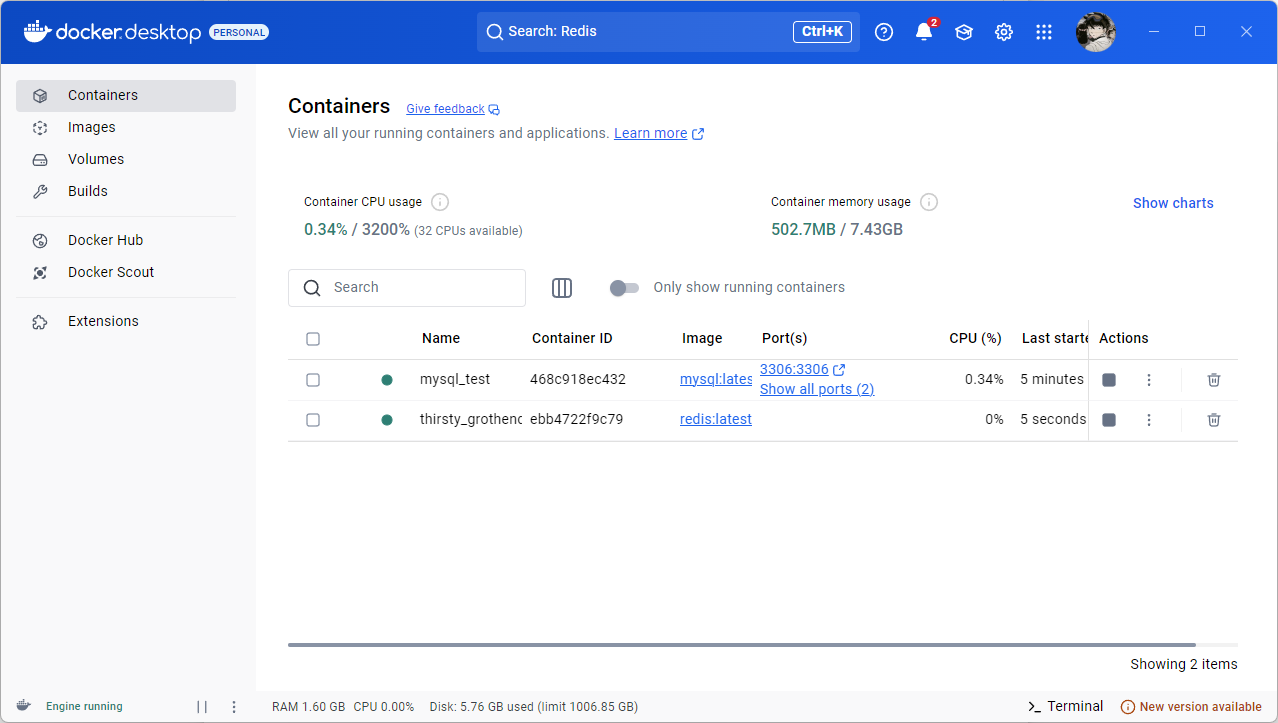 docker.desktop PERSONAL Search: Redis Ctrl+K 2
Containers
Images
Volumes
Builds
Docker Hub
Docker Scout
Extensions
Containers Give feedback
View all your running containers and applications. Learn more
Container CPU usage
0.34% / 3200% (32 CPUs available)
Container memory usage
502.7MB / 7.43GB
Show charts
Search
Only show running containers
Name Container ID Image Port(s) CPU (%) Last starte Actions
mysql_test 468c918ec432 mysql:lates 3306:3306 0.34% 5 minutes
Show all ports (2)
thirsty_grothenc ebb4722f9c79 redis:latest 0% 5 seconds
Showing 2 items
Engine running RAM 1.60 GB CPU 0.00% Disk: 5.76 GB used (limit 1006.85 GB) >_ Terminal New version available